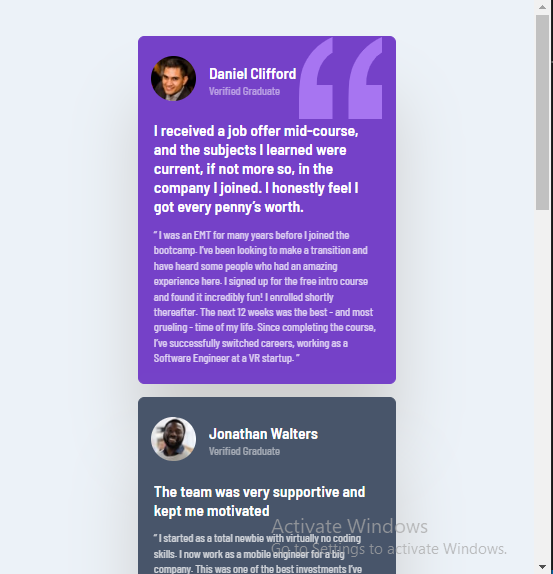 Daniel Clifford
Verified Graduate
I received a job offer mid-course,
and the subjects I learned were
current, if not more so, in the
company I joined. I honestly feel I
got every penny’s worth.
“ I was an EMT for many years before I joined the
bootcamp. I’ve been looking to make a transition and
have heard some people who had an amazing
experience here. I signed up for the free intro course
and found it incredibly fun! I enrolled shortly
thereafter. The next 12 weeks was the best - and most
grueling - time of my life. Since completing the course,
I’ve successfully switched careers, working as a
Software Engineer at a VR startup. ”
Jonathan Walters
Verified Graduate
The team was very supportive and
kept me motivated
“ I started as a total newbie with virtually no coding
skills. I now work as a mobile engineer for a big
company. This was one of the best investments I’ve
Activate Windows
Go to Settings to activate Windows.